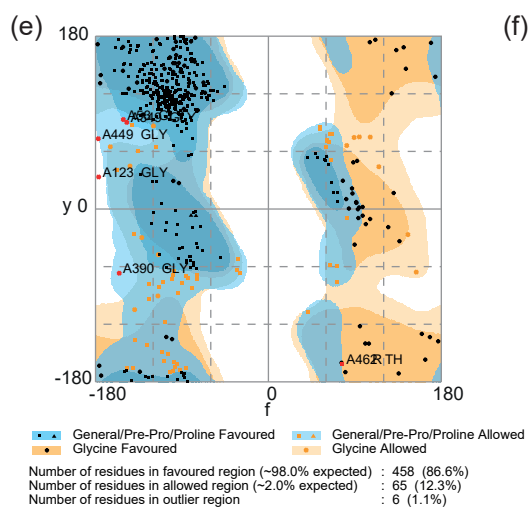 (e)
(f)
180
A449 GLY
A123 GLY
y 0
A390 GLY
A462 R TH
-180
-180 0 180
f
General/Pre-Pro/Proline Favoured General/Pre-Pro/Proline Allowed
Glycine Favoured Glycine Allowed
Number of residues in favoured region (~98.0% expected) : 458 (86.6%)
Number of residues in allowed region (~2.0% expected) : 65 (12.3%)
Number of residues in outlier region : 6 (1.1%)